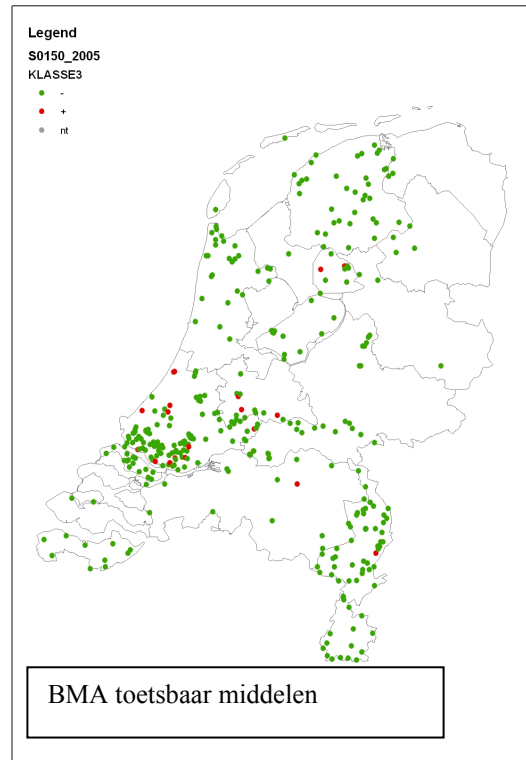 Legend
S0150_2005
KLASSE3
-
+
nt
BMA toetsbaar middelen